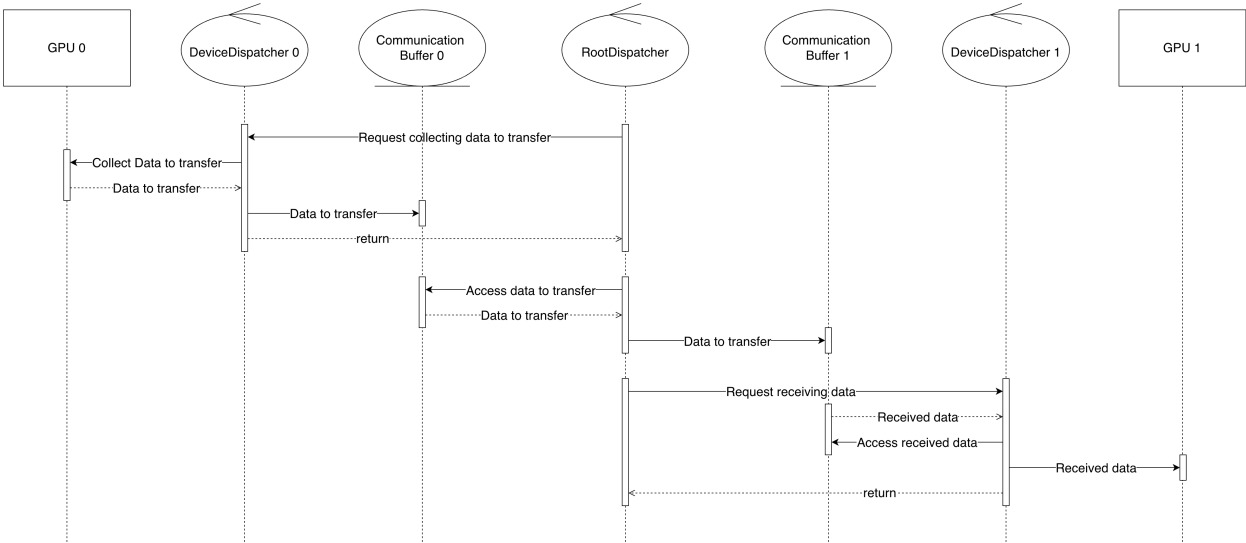 GPU 0
DeviceDispatcher 0
Communication
Buffer 0
RootDispatcher
Communication
Buffer 1
DeviceDispatcher 1
GPU 1
Request collecting data to transfer
Collect Data to transfer
Data to transfer
Data to transfer
return
Access data to transfer
Data to transfer
Data to transfer
Request receiving data
Received data
Access received data
Received data
return